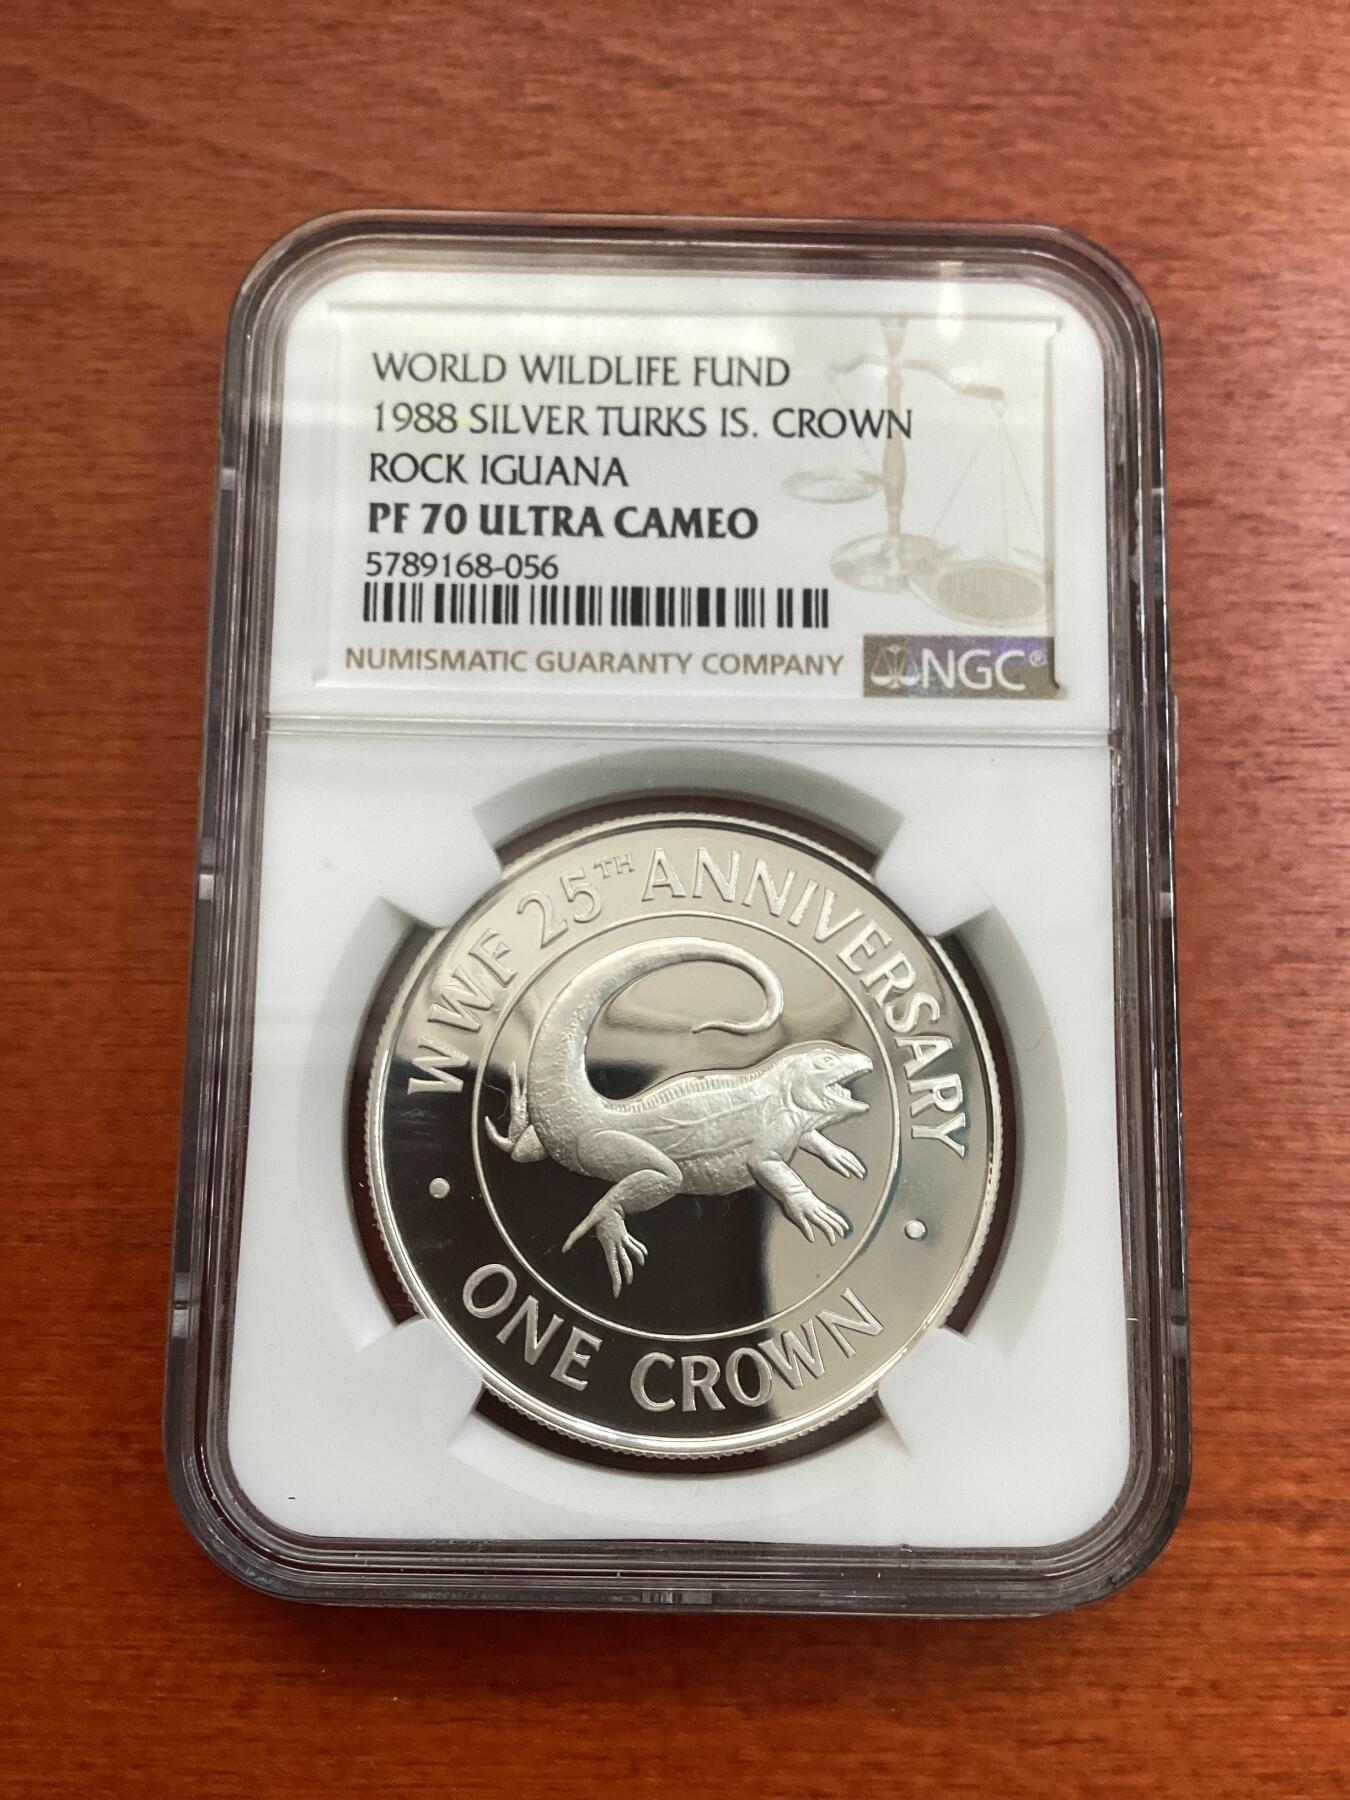 WORLD WILDLIFE FUND
1988 SILVER TURKS IS. CROWN
ROCK IGUANA
PF 70 ULTRA CAMEO
5789168-056
NUMISMATIC GUARANTY COMPANY NGC®
WWF 25TH ANNIVERSARY
• ONE CROWN •